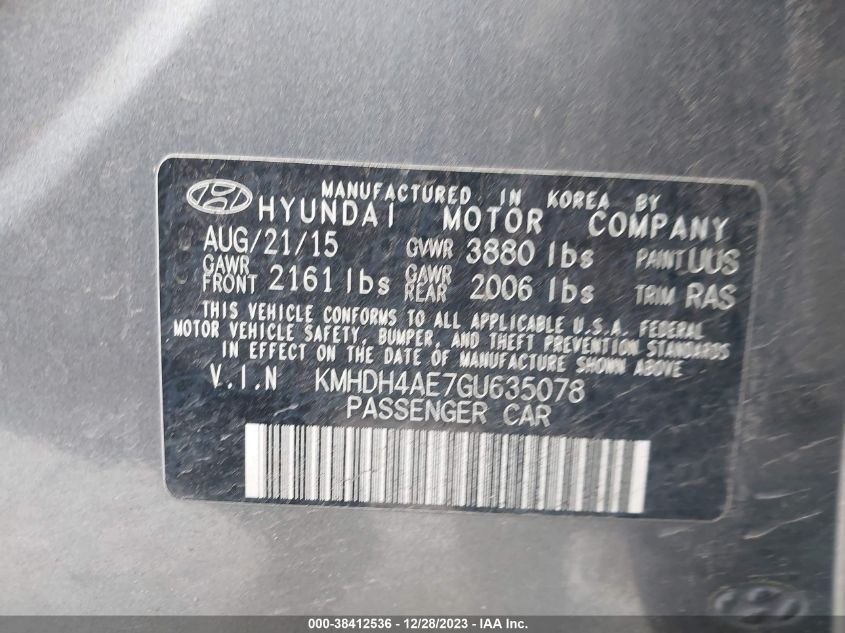 MANUFACTURED IN KOREA BY
HYUNDAI MOTOR COMPANY
AUG/21/15 GVWR 3880 lbs PAINT UUS
GAWR FRONT 2161 lbs GAWR REAR 2006 lbs TRIM RAS
THIS VEHICLE CONFORMS TO ALL APPLICABLE U.S.A. FEDERAL
MOTOR VEHICLE SAFETY, BUMPER, AND THEFT PREVENTION STANDARDS
IN EFFECT ON THE DATE OF MANUFACTURE SHOWN ABOVE.
V.I.N KMHDH4AE7GU635078
PASSENGER CAR
000-38412536 - 12/28/2023 - IAA Inc.